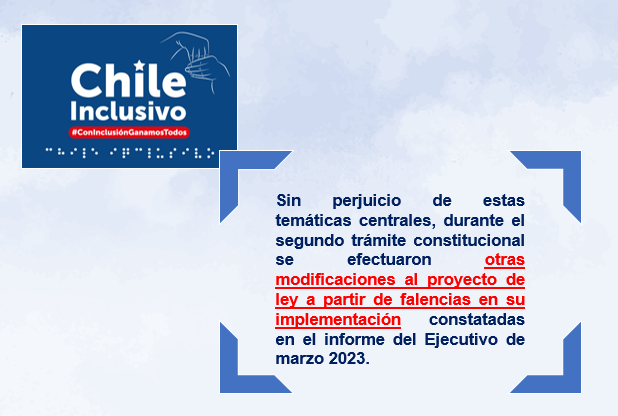 Chile
Inclusivo
#ConInclusiónGanamosTodos
Sin perjuicio de estas
temáticas centrales, durante el
segundo trámite constitucional
se efectuaron otras
modificaciones al proyecto de
ley a partir de falencias en su
implementación constatadas
en el informe del Ejecutivo de
marzo 2023.